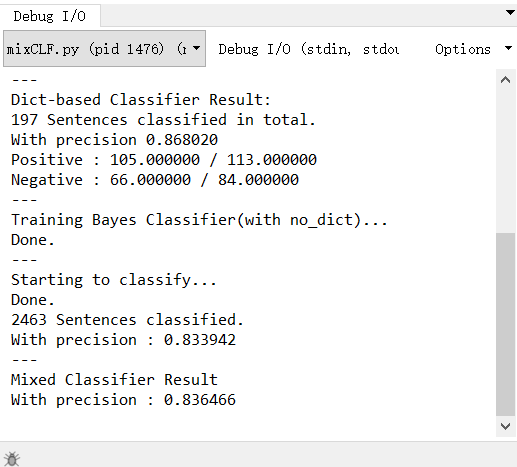 Debug I/O
mixCLF.py (pid 1476) (r
Debug I/O (stdin, stdou
Options
---
Dict-based Classifier Result:
197 Sentences classified in total.
With precision 0.868020
Positive : 105.000000 / 113.000000
Negative : 66.000000 / 84.000000
---
Training Bayes Classifier(with no_dict)...
Done.
---
Starting to classify...
Done.
2463 Sentences classified.
With precision : 0.833942
---
Mixed Classifier Result
With precision : 0.836466